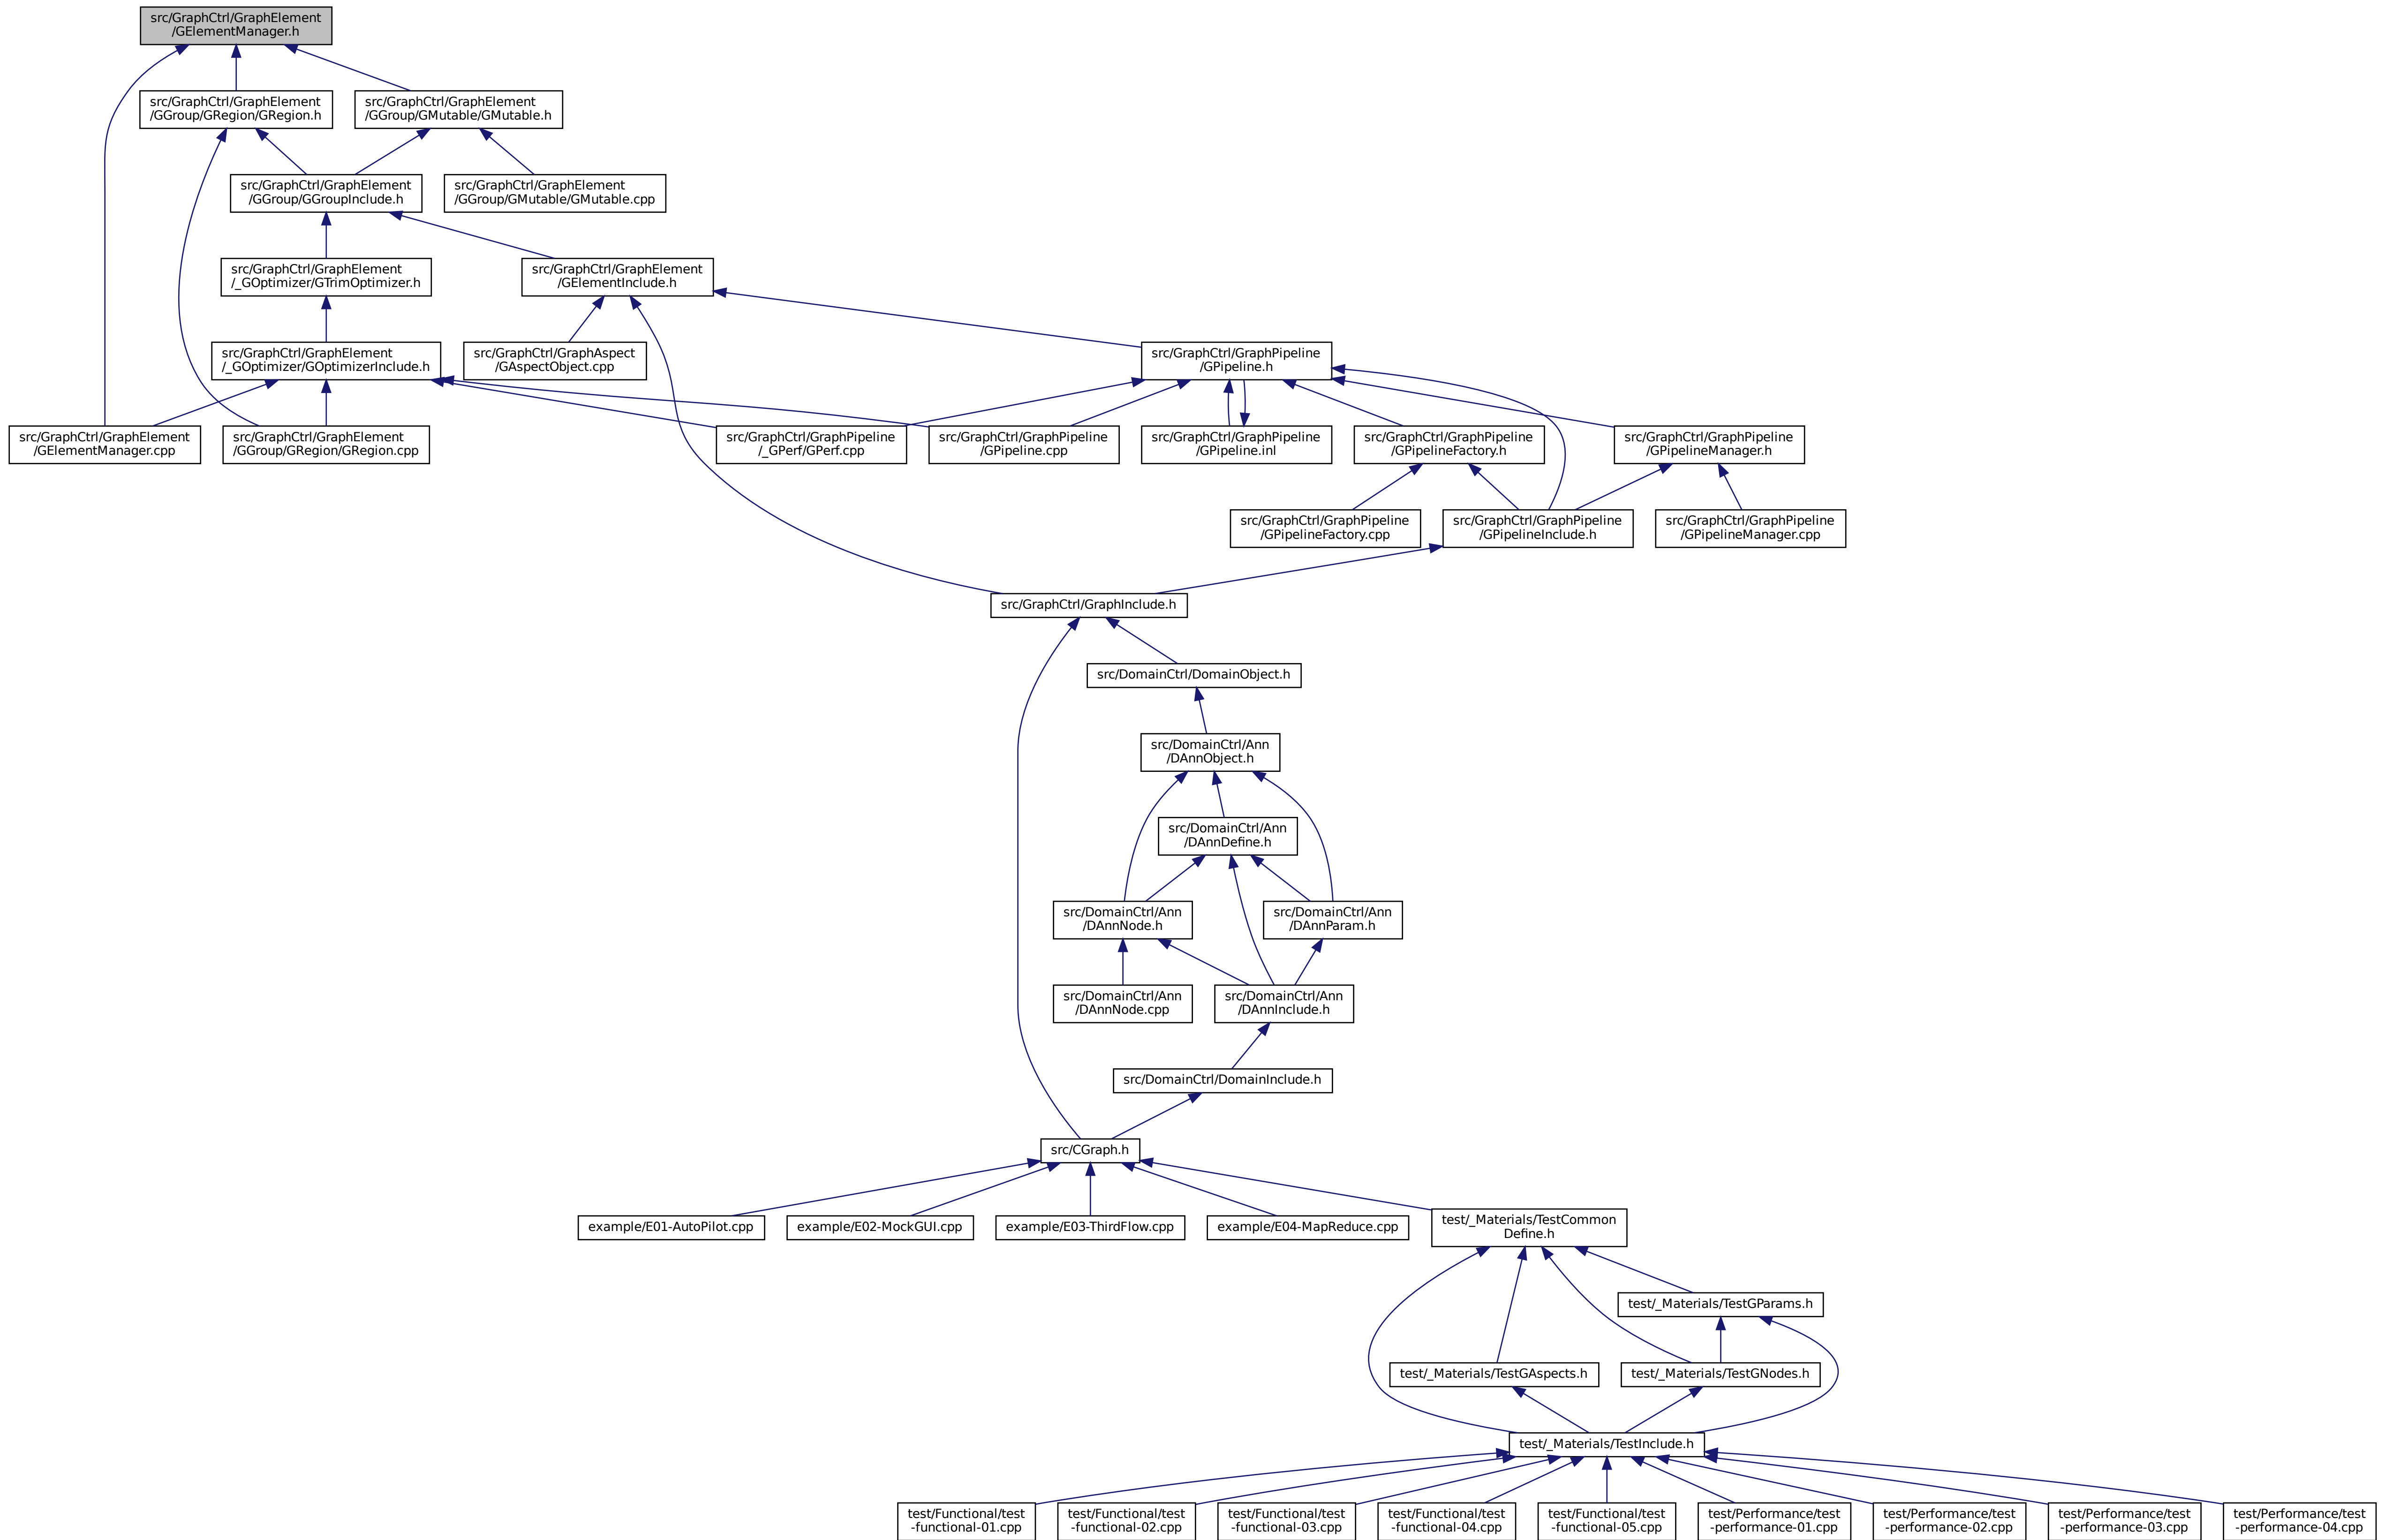 src/GraphCtrl/GraphElement
/GElementManager.h
src/GraphCtrl/GraphElement
/GGroup/GRegion/GRegion.h
src/GraphCtrl/GraphElement
/GGroup/GMutable/GMutable.h
src/GraphCtrl/GraphElement
/GGroup/GGroupInclude.h
src/GraphCtrl/GraphElement
/GGroup/GMutable/GMutable.cpp
src/GraphCtrl/GraphElement
/_GOptimizer/GTrimOptimizer.h
src/GraphCtrl/GraphElement
/GElementInclude.h
src/GraphCtrl/GraphElement
/_GOptimizer/GOptimizerInclude.h
src/GraphCtrl/GraphAspect
/GAspectObject.cpp
src/GraphCtrl/GraphPipeline
/GPipeline.h
src/GraphCtrl/GraphElement
/GElementManager.cpp
src/GraphCtrl/GraphElement
/GGroup/GRegion/GRegion.cpp
src/GraphCtrl/GraphPipeline
/_GPerf/GPerf.cpp
src/GraphCtrl/GraphPipeline
/GPipeline.cpp
src/GraphCtrl/GraphPipeline
/GPipeline.inl
src/GraphCtrl/GraphPipeline
/GPipelineFactory.h
src/GraphCtrl/GraphPipeline
/GPipelineManager.h
src/GraphCtrl/GraphPipeline
/GPipelineFactory.cpp
src/GraphCtrl/GraphPipeline
/GPipelineInclude.h
src/GraphCtrl/GraphPipeline
/GPipelineManager.cpp
src/GraphCtrl/GraphInclude.h
src/DomainCtrl/DomainObject.h
src/DomainCtrl/Ann
/DAnnObject.h
src/DomainCtrl/Ann
/DAnnDefine.h
src/DomainCtrl/Ann
/DAnnNode.h
src/DomainCtrl/Ann
/DAnnParam.h
src/DomainCtrl/Ann
/DAnnNode.cpp
src/DomainCtrl/Ann
/DAnnInclude.h
src/DomainCtrl/DomainInclude.h
src/CGraph.h
example/E01-AutoPilot.cpp
example/E02-MockGUI.cpp
example/E03-ThirdFlow.cpp
example/E04-MapReduce.cpp
test/_Materials/TestCommon
Define.h
test/_Materials/TestGParams.h
test/_Materials/TestGAspects.h
test/_Materials/TestGNodes.h
test/_Materials/TestInclude.h
test/Functional/test
-functional-01.cpp
test/Functional/test
-functional-02.cpp
test/Functional/test
-functional-03.cpp
test/Functional/test
-functional-04.cpp
test/Functional/test
-functional-05.cpp
test/Performance/test
-performance-01.cpp
test/Performance/test
-performance-02.cpp
test/Performance/test
-performance-03.cpp
test/Performance/test
-performance-04.cpp